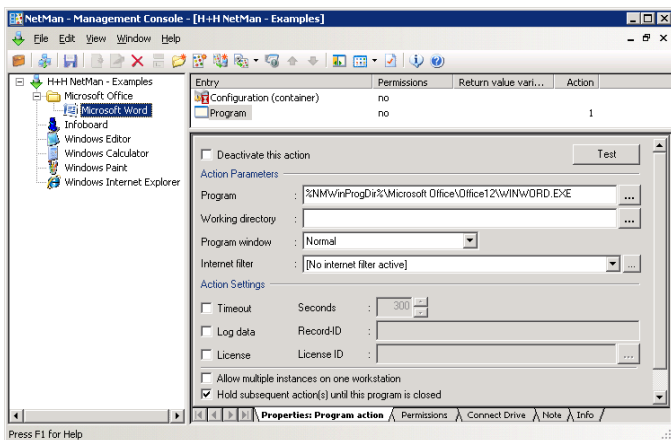 NetMan - Management Console - [H+H NetMan - Examples]
File Edit View Window Help
H+H NetMan - Examples
Microsoft Office
Microsoft Word
Infoboard
Windows Editor
Windows Calculator
Windows Paint
Windows Internet Explorer
Entry Permissions Return value vari... Action
Configuration (container) no
Program no 1
Deactivate this action Test
Action Parameters
Program : %NMWinProgDir%\Microsoft Office\Office12\WINWORD.EXE ...
Working directory : ...
Program window : Normal
Internet filter : [No internet filter active] ...
Action Settings
Timeout Seconds : 300
Log data Record-ID :
License License ID : ...
Allow multiple instances on one workstation
Hold subsequent action(s) until this program is closed
Properties: Program action Permissions Connect Drive Note Info
Press F1 for Help